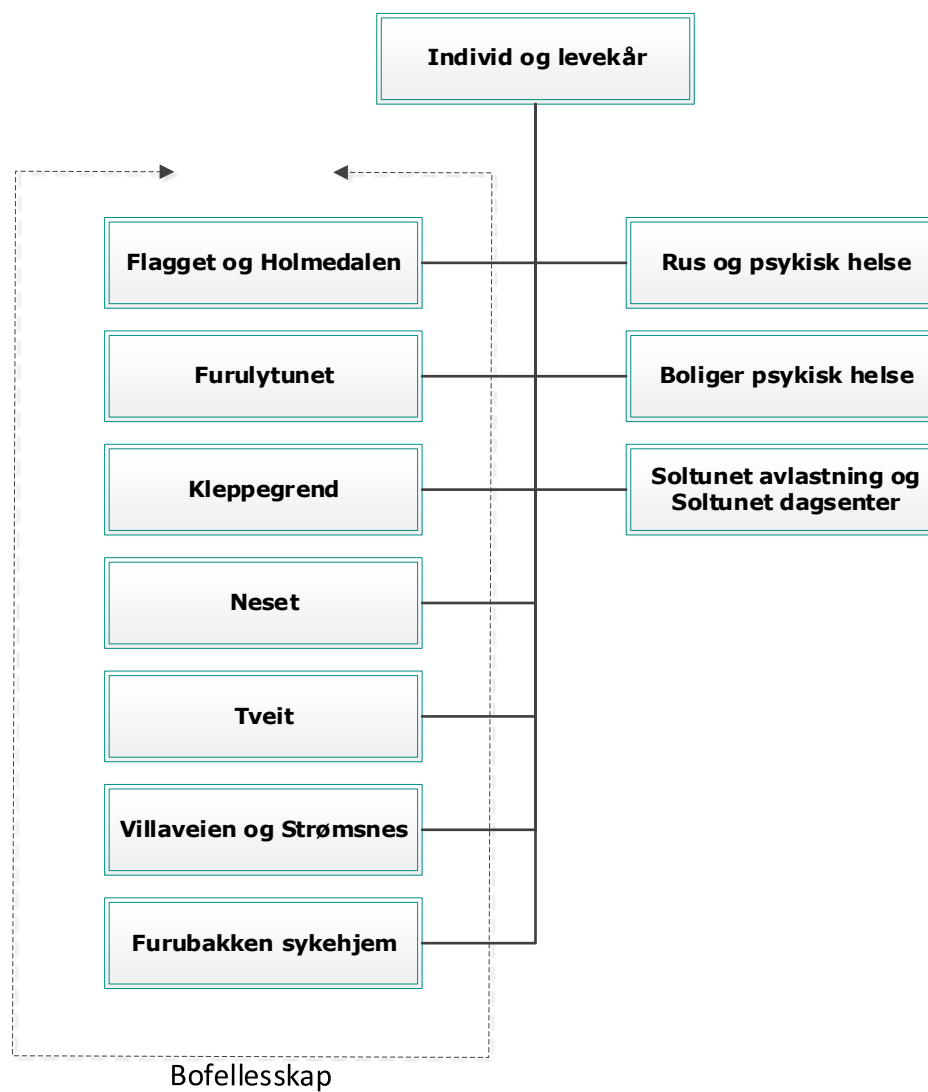 Individ og levekår
Flagget og Holmedalen
Rus og psykisk helse
Furulytunet
Boliger psykisk helse
Kleppegrend
Soltunet avlastning og
Soltunet dagsenter
Neset
Tveit
Villaveien og Strømsnes
Furubakken sykehjem
Bofellesskap